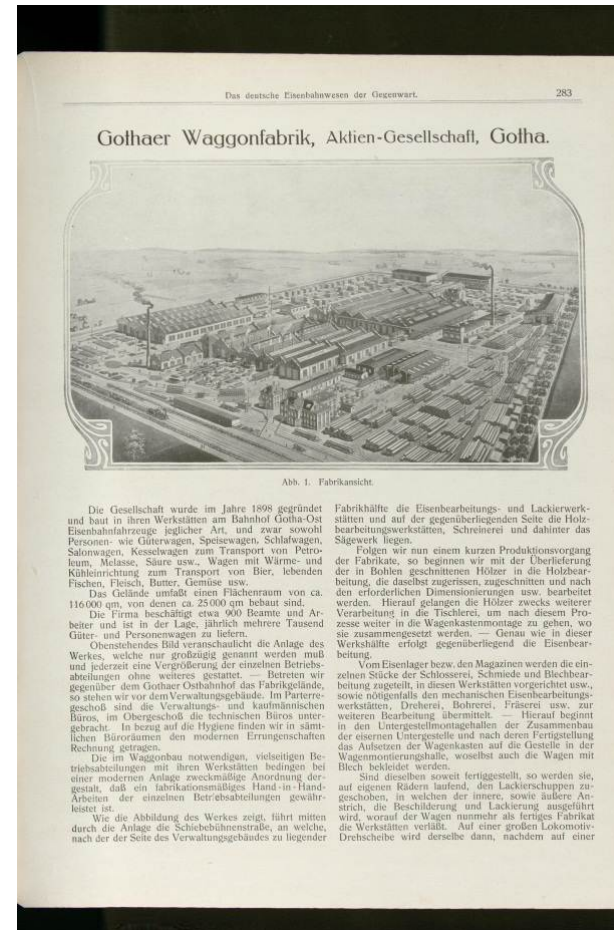 Das deutsche Eisenbahnwesen der Gegenwart.
283
Gothaer Waggonfabrik, Aktien-Gesellschaft, Gotha.
Abb. 1. Fabrikansicht.
Die Gesellschaft wurde im Jahre 1898 gegründet
und baut in ihren Werkstätten am Bahnhof Gotha-Ost
Eisenbahnfahrzeuge jeglicher Art, und zwar sowohl
Personen- wie Güterwagen, Speisewagen, Schlafwagen,
Salonwagen, Kesselwagen zum Transport von Petro-
leum, Melasse, Säure usw., Wagen mit Wärme- und
Kühleinrichtung zum Transport von Bier, lebenden
Fischen, Fleisch, Butter, Gemüse usw.
Das Gelände umfaßt einen Flächenraum von ca.
116000 qm, von denen ca. 25000 qm bebaut sind.
Die Firma beschäftigt etwa 900 Beamte und Ar-
beiter und ist in der Lage, jährlich mehrere Tausend
Güter- und Personenwagen zu liefern.
Obenstehendes Bild veranschaulicht die Anlage des
Werkes, welche nur großzügig genannt werden muß
und jederzeit eine Vergrößerung der einzelnen Betriebs-
abteilungen ohne weiteres gestattet. — Betreten wir
gegenüber dem Gothaer Ostbahnhof das Fabrikgelände,
so stehen wir vor dem Verwaltungsgebäude. Im Parterre-
geschoß sind die Verwaltungs- und kaufmännischen
Büros, im Obergeschoß die technischen Büros unter-
gebracht. In bezug auf die Hygiene finden wir in sämt-
lichen Büroräumen den modernen Errungenschaften
Rechnung getragen.
Die im Waggonbau notwendigen, vielseitigen Be-
triebsabteilungen mit ihren Werkstätten bedingen bei
einer modernen Anlage zweckmäßige Anordnung der-
gestalt, daß ein fabrikationsmäßiges Hand-in-Hand-
Arbeiten der einzelnen Betriebsabteilungen gewähr-
leistet ist.
Wie die Abbildung des Werkes zeigt, führt mitten
durch die Anlage die Schiebebühnenstraße, an welche,
nach der der Seite des Verwaltungsgebäudes zu liegender
Fabrikhälfte die Eisenbearbeitungs- und Lackierwerk-
stätten und auf der gegenüberliegenden Seite die Holz-
bearbeitungswerkstätten, Schreinerei und dahinter das
Sägewerk liegen.
Folgen wir nun einem kurzen Produktionsvorgang
der Fabrikate, so beginnen wir mit der Überlieferung
der in Bohlen geschnittenen Hölzer in die Holzbear-
beitung, die daselbst zugerissen, zugeschnitten und nach
den erforderlichen Dimensionierungen usw. bearbeitet
werden. Hierauf gelangen die Hölzer zwecks weiterer
Verarbeitung in die Tischlerei, um nach diesem Pro-
zesse weiter in die Wagenkastenmontage zu gehen, wo
sie zusammengesetzt werden. — Genau wie in dieser
Werkshälfte erfolgt gegenüberliegend die Eisenbear-
beitung.
Vom Eisenlager bezw. den Magazinen werden die ein-
zelnen Stücke der Schlosserei, Schmiede und Blechbear-
beitung zugeteilt, in diesen Werkstätten vorgerichtet usw.,
sowie nötigenfalls den mechanischen Eisenbearbeitungs-
werkstätten, Dreherei, Bohrerei, Fräserei usw. zur
weiteren Bearbeitung übermittelt. — Hierauf beginnt
in den Untergestellmontagehallen der Zusammenbau
der eisernen Untergestelle und nach deren Fertigstellung
das Aufsetzen der Wagenkasten auf die Gestelle in der
Wagenmontierungshalle, woselbst auch die Wagen mit
Blech bekleidet werden.
Sind dieselben soweit fertiggestellt, so werden sie,
auf eigenen Rädern laufend, den Lackierschuppen zu-
geschoben, in welchen der innere, sowie äußere An-
strich, die Beschilderung und Lackierung ausgeführt
wird, worauf der Wagen nunmehr als fertiges Fabrikat
die Werkstätten verläßt. Auf einer großen Lokomotiv-
Drehscheibe wird derselbe dann, nachdem auf einer